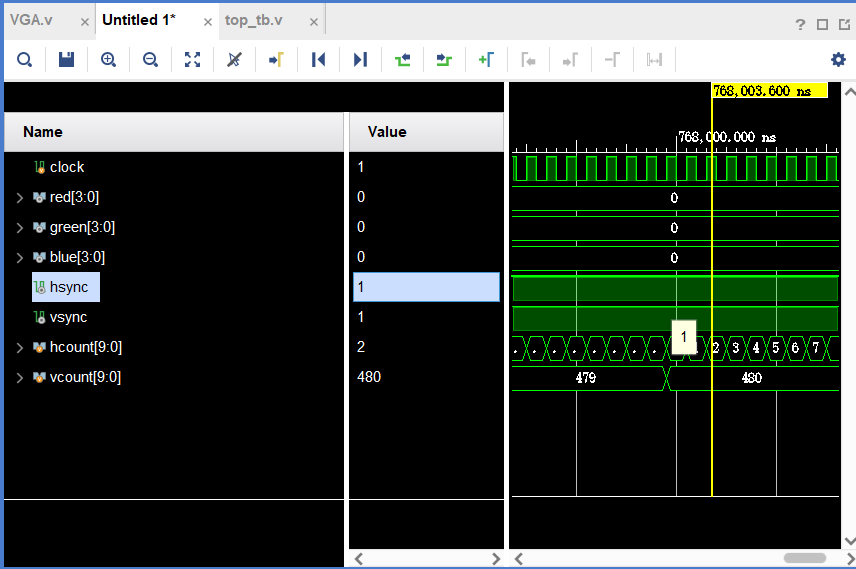 VGA.v × Untitled 1* × top_tb.v ×
?
768,003.600 ns
Name Value
768,000.000 ns
clock 1
red[3:0] 0 0
green[3:0] 0 0
blue[3:0] 0 0
hsync 1
vsync 1
1
hcount[9:0] 2 . . . . . . . . . 2 3 4 5 6 7
vcount[9:0] 480 479 480